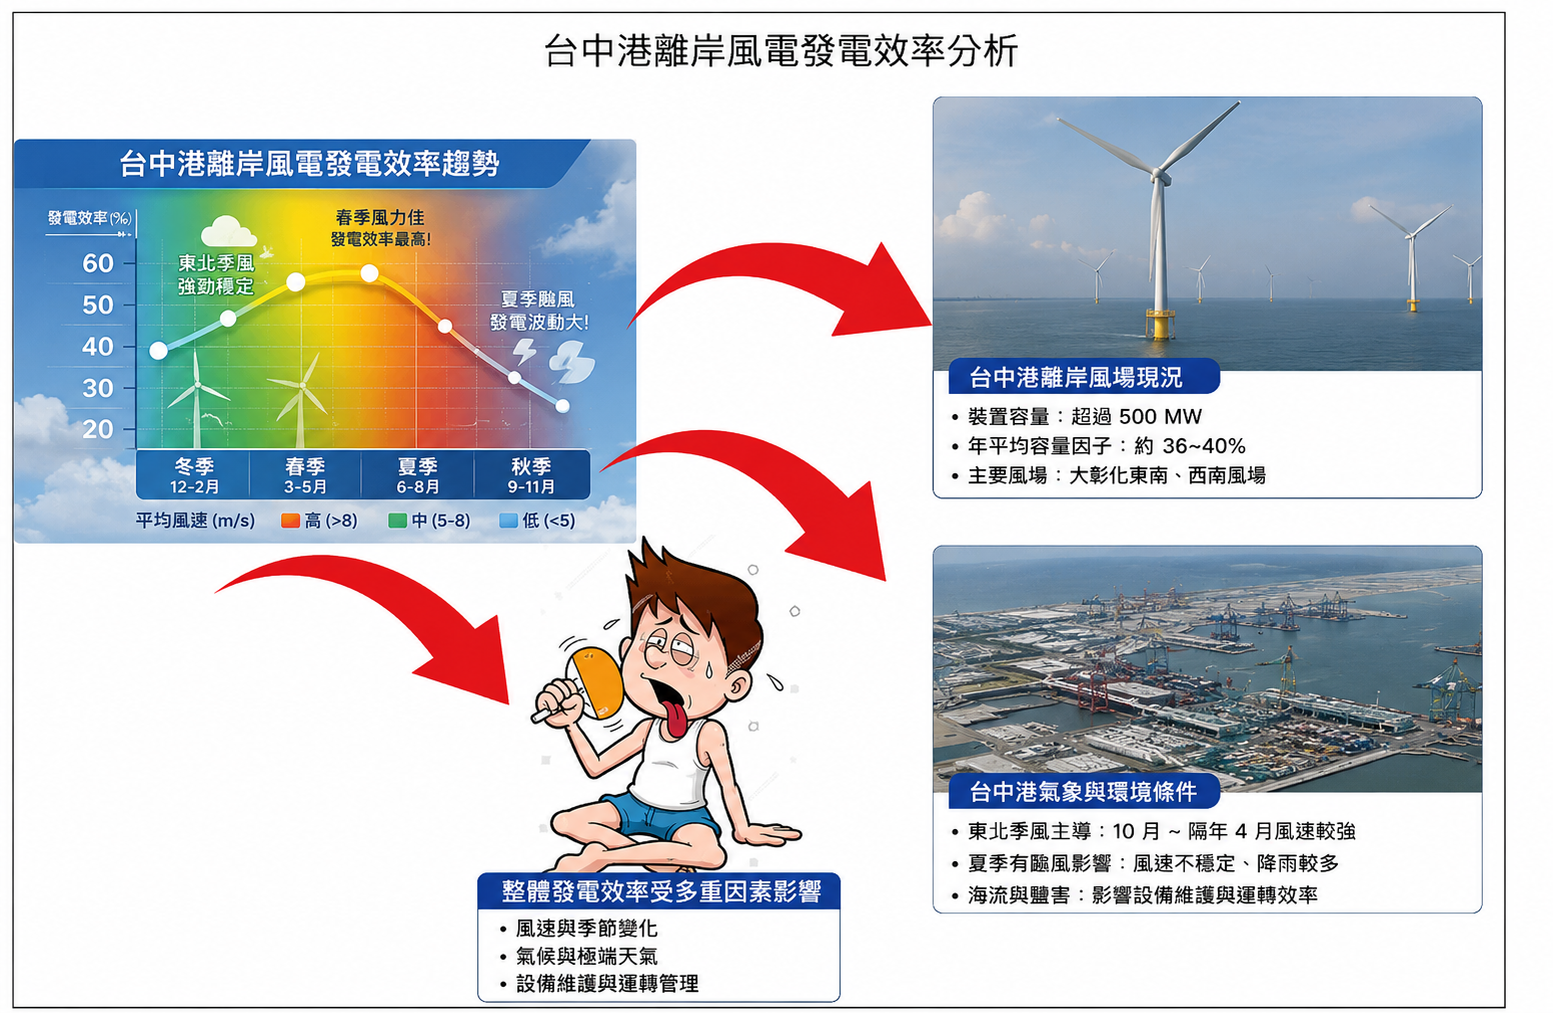 台中港離岸風電發電效率分析
台中港離岸風電發電效率趨勢
發電效率(%)
春季風力佳
發電效率最高!
東北季風
強勁穩定
夏季颱風
發電波動大!
60
50
40
30
20
冬季 春季 夏季 秋季
12-2月 3-5月 6-8月 9-11月
平均風速 (m/s) 高 (>8) 中 (5-8) 低 (<5)
台中港離岸風場現況
• 裝置容量：超過 500 MW
• 年平均容量因子：約 36~40%
• 主要風場：大彰化東南、西南風場
台中港氣象與環境條件
• 東北季風主導：10 月 ~ 隔年 4 月風速較強
• 夏季有颱風影響：風速不穩定、降雨較多
• 海流與鹽害：影響設備維護與運轉效率
整體發電效率受多重因素影響
• 風速與季節變化
• 氣候與極端天氣
• 設備維護與運轉管理